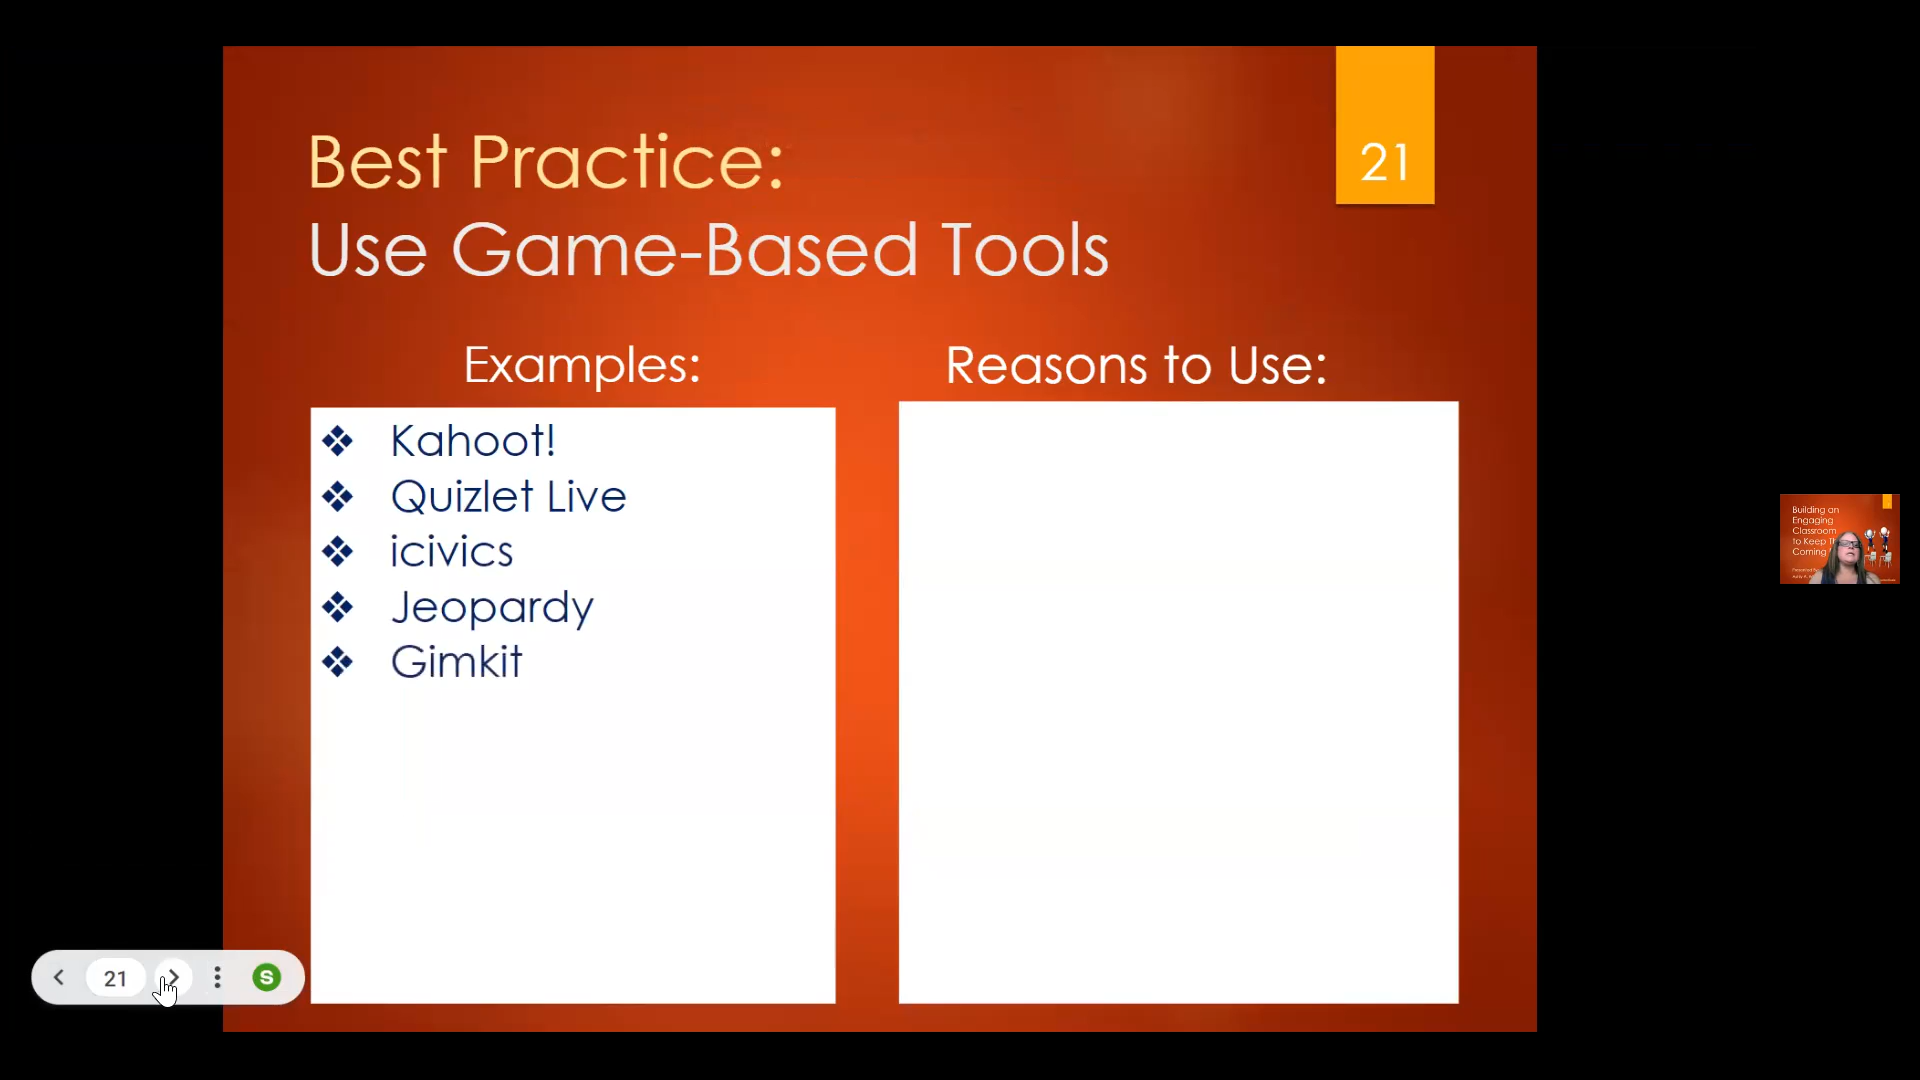 Best Practice:
Use Game-Based Tools
21
Examples:
Reasons to Use:
❖ Kahoot!
❖ Quizlet Live
❖ icivics
❖ Jeopardy
❖ Gimkit
Building an
Engaging
Classroom
to Keep
Coming
21
S